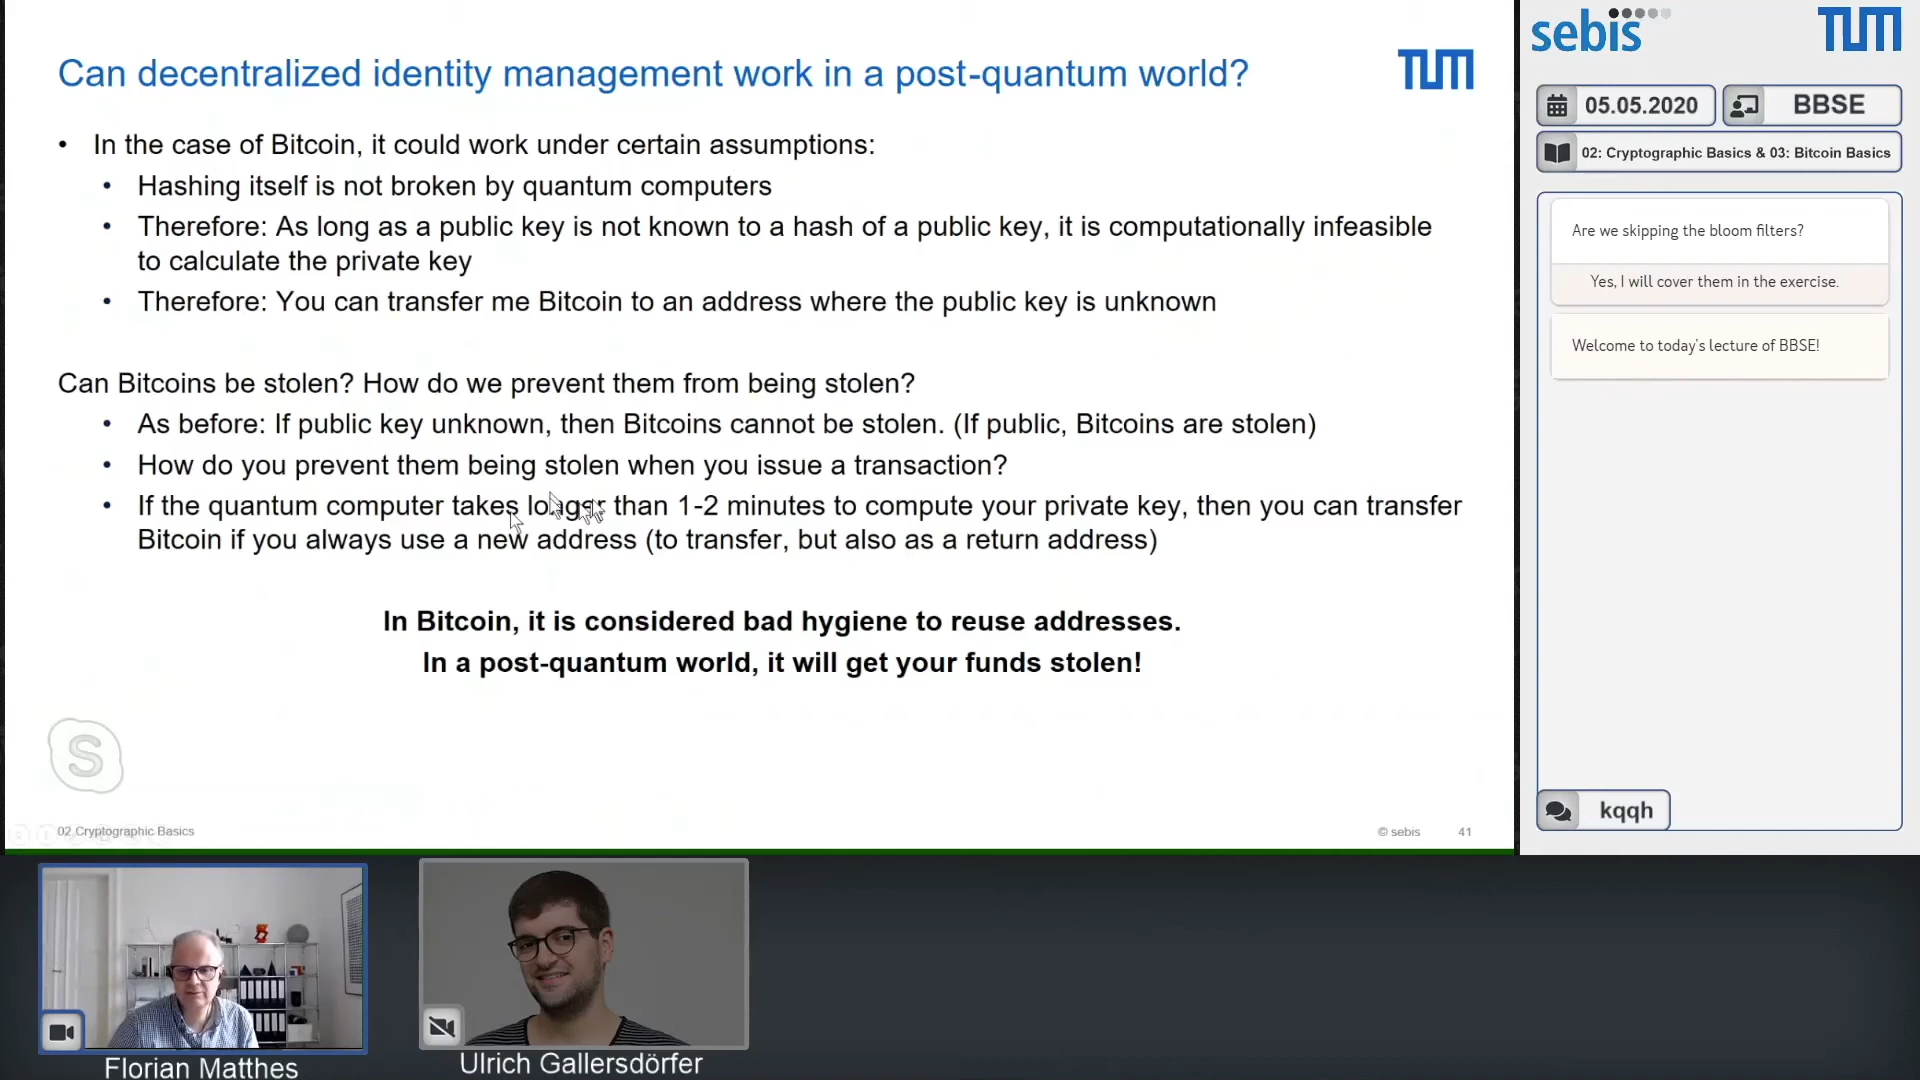 Can decentralized identity management work in a post-quantum world?
TUM
• In the case of Bitcoin, it could work under certain assumptions:
• Hashing itself is not broken by quantum computers
• Therefore: As long as a public key is not known to a hash of a public key, it is computationally infeasible
to calculate the private key
• Therefore: You can transfer me Bitcoin to an address where the public key is unknown
Can Bitcoins be stolen? How do we prevent them from being stolen?
• As before: If public key unknown, then Bitcoins cannot be stolen. (If public, Bitcoins are stolen)
• How do you prevent them being stolen when you issue a transaction?
• If the quantum computer takes longer than 1-2 minutes to compute your private key, then you can transfer
Bitcoin if you always use a new address (to transfer, but also as a return address)
In Bitcoin, it is considered bad hygiene to reuse addresses.
In a post-quantum world, it will get your funds stolen!
S
02 Cryptographic Basics
© sebis 41
sebis
TUM
05.05.2020
BBSE
02: Cryptographic Basics & 03: Bitcoin Basics
Are we skipping the bloom filters?
Yes, I will cover them in the exercise.
Welcome to today's lecture of BBSE!
kqqh
Florian Matthes
Ulrich Gallersdörfer